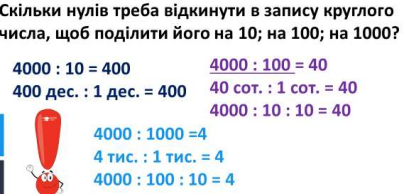 Скільки нулів треба відкинути в запису круглого
числа, щоб поділити його на 10; на 100; на 1000?
4000 : 10 = 400
400 дес. : 1 дес. = 400
4000 : 100 = 40
40 сот. : 1 сот. = 40
4000 : 10 : 10 = 40
4000 : 1000 =4
4 тис. : 1 тис. = 4
4000 : 100 : 10 = 4